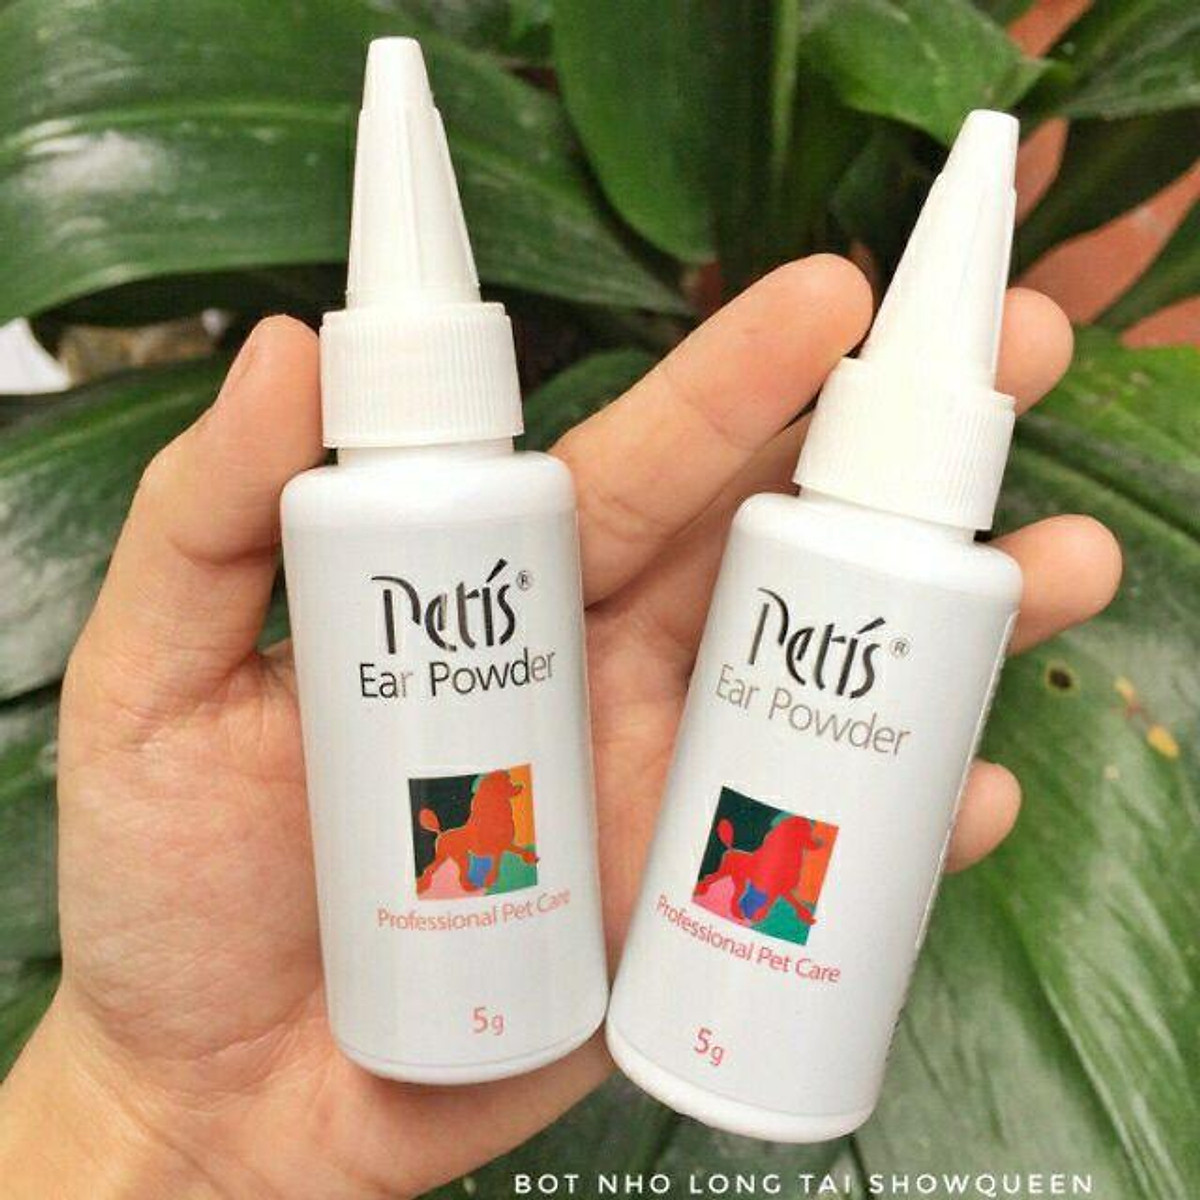 Petís®
Ear Powder
Professional Pet Care
5g
Petís®
Ear Powder
Professional Pet Care
5g
BOT NHO LONG TAI SHOWQUEEN